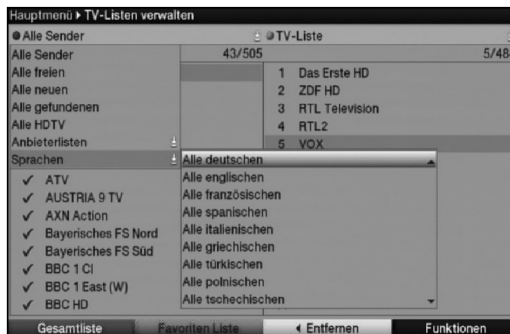 Hauptmenü ▸ TV-Listen verwalten
Alle Sender
TV-Liste
Alle Sender
43/505
5/48
Alle freien
Alle neuen
Alle gefundenen
Alle HDTV
Anbieterlisten
Sprachen
1 Das Erste HD
2 ZDF HD
3 RTL Television
4 RTL2
5 VOX
✓ ATV
✓ AUSTRIA 9 TV
✓ AXN Action
✓ Bayerisches FS Nord
✓ Bayerisches FS Süd
✓ BBC 1 CI
✓ BBC 1 East (W)
✓ BBC HD
Alle deutschen
Alle englischen
Alle französischen
Alle spanischen
Alle italienischen
Alle griechischen
Alle türkischen
Alle polnischen
Alle tschechischen
Gesamtliste
Favoriten Liste
Entfernen
Funktionen